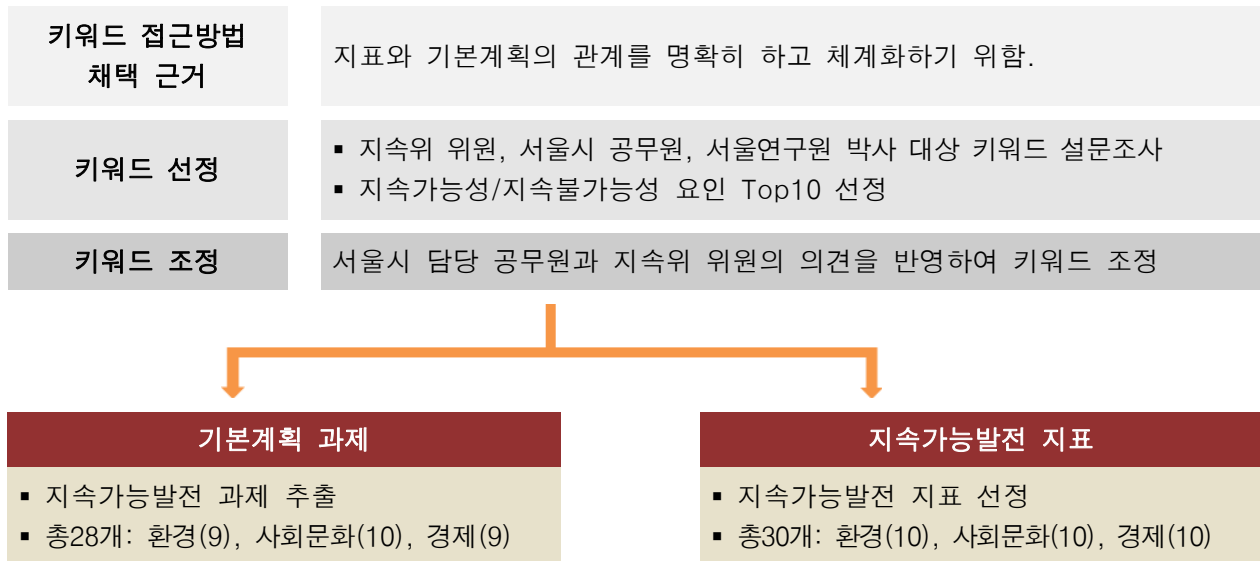 키워드 접근방법
채택 근거
지표와 기본계획의 관계를 명확히 하고 체계화하기 위함.
키워드 선정
▪ 지속위 위원, 서울시 공무원, 서울연구원 박사 대상 키워드 설문조사
▪ 지속가능성/지속불가능성 요인 Top10 선정
키워드 조정
서울시 담당 공무원과 지속위 위원의 의견을 반영하여 키워드 조정
기본계획 과제
▪ 지속가능발전 과제 추출
▪ 총28개: 환경(9), 사회문화(10), 경제(9)
지속가능발전 지표
▪ 지속가능발전 지표 선정
▪ 총30개: 환경(10), 사회문화(10), 경제(10)